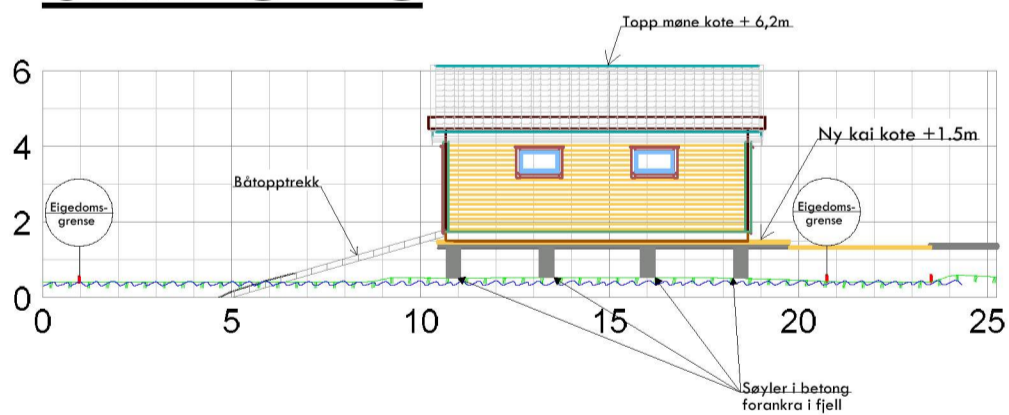 Topp møne kote + 6,2m
6
4
2
0
Ny kai kote +1.5m
Båtopptrekk
Eigedoms-
grense
Eigedoms-
grense
0 5 10 15 20 25
Søyler i betong
forankra i fjell